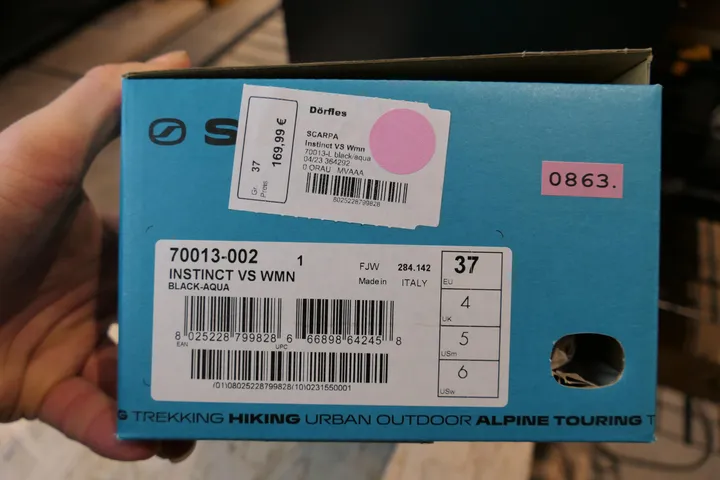 S
Dörfles
SCARPA
Instinct VS Wmn
70013-L black-aqua
04/23 364292
0 ORAU MVAAA
8025228799828
Gr. 37
Preis 169,99 €
0863.
70013-002 1
INSTINCT VS WMN
BLACK-AQUA
FJW 284.142
Made in ITALY
8 025228 799828 6 66898 64245 8
EAN UPC
(01)08025228799828(10)0231550001
37
EU
4
UK
5
USm
6
USw
G TREKKING HIKING URBAN OUTDOOR ALPINE TOURING T